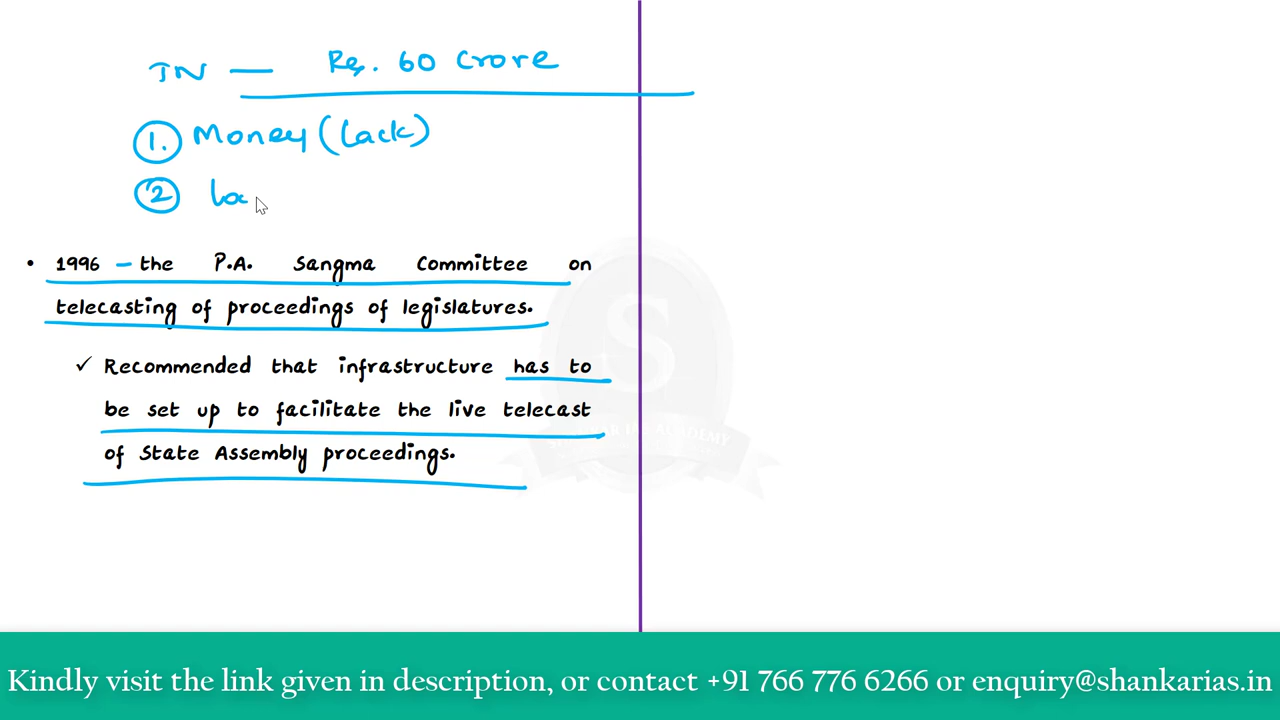 TN — Rs. 60 Crore
1. Money (Lack)
2
• 1996 – the P.A. Sangma Committee on
telecasting of proceedings of legislatures.
✓ Recommended that infrastructure has to
be set up to facilitate the live telecast
of State Assembly proceedings.
Kindly visit the link given in description, or contact +91 766 776 6266 or enquiry@shankarias.in